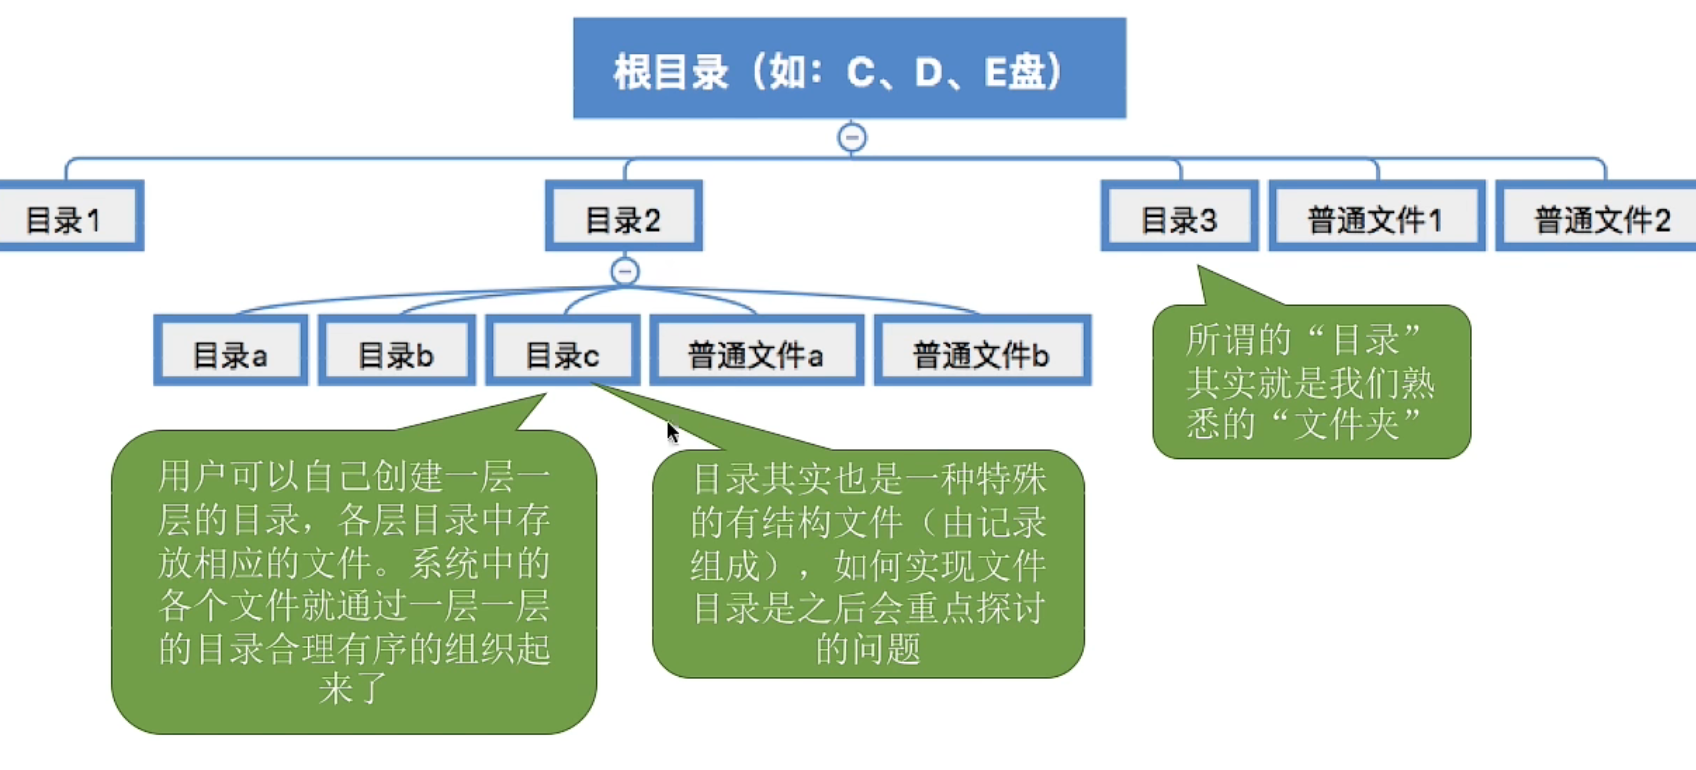 根目录（如：C、D、E盘）
目录1
目录2
目录3
普通文件1
普通文件2
目录a
目录b
目录c
普通文件a
普通文件b
所谓的“目录”
其实就是我们熟
悉的“文件夹”
用户可以自己创建一层一
层的目录，各层目录中存
放相应的文件。系统中的
各个文件就通过一层一层
的目录合理有序的组织起
来了
目录其实也是一种特殊
的有结构文件（由记录
组成），如何实现文件
目录是之后会重点探讨
的问题